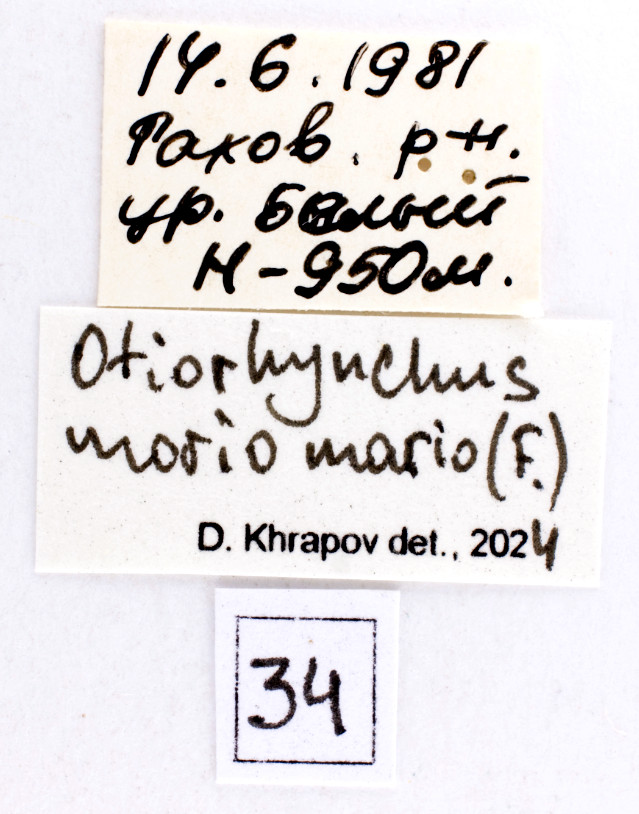 14.6.1981
Рахов. р-н.
ур. Белый
Н-950м.
Otiorhynchus
morio mario (F.)
D. Khrapov det., 2024
34